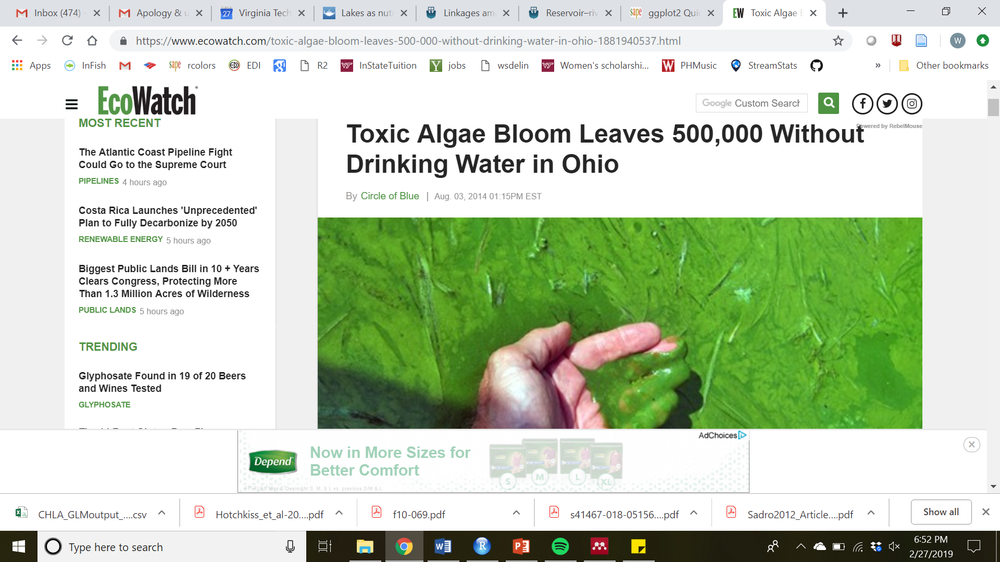 Inbox (474) -
Apology & u
27
Virginia Tech
Lakes as nut
Linkages am
Reservoir–riv
sape
ggplot2 Quic
EW
Toxic Algae B
https://www.ecowatch.com/toxic-algae-bloom-leaves-500-000-without-drinking-water-in-ohio-1881940537.html
W
Apps
InFish
sape rcolors
EDI
R2
InStateTuition
Y jobs
wsdelin
Women's scholarshi...
W PHMusic
StreamStats
»
Other bookmarks
EcoWatch
Google Custom Search
Powered by RebelMouse
MOST RECENT
The Atlantic Coast Pipeline Fight
Could Go to the Supreme Court
PIPELINES 4 hours ago
Costa Rica Launches 'Unprecedented'
Plan to Fully Decarbonize by 2050
RENEWABLE ENERGY 5 hours ago
Biggest Public Lands Bill in 10 + Years
Clears Congress, Protecting More
Than 1.3 Million Acres of Wilderness
PUBLIC LANDS 5 hours ago
TRENDING
Glyphosate Found in 19 of 20 Beers
and Wines Tested
GLYPHOSATE
Toxic Algae Bloom Leaves 500,000 Without
Drinking Water in Ohio
By Circle of Blue | Aug. 03, 2014 01:15PM EST
AdChoices
Depend
Now in More Sizes for
Better Comfort
S
M
L
XL
FIT-FLEX Max & Overnight S, M, & L vs. previous S/M & L
CHLA_GLMoutput_....csv
Hotchkiss_et_al-20....pdf
f10-069.pdf
s41467-018-05156....pdf
Sadro2012_Article....pdf
Show all
Type here to search
6:52 PM
2/27/2019